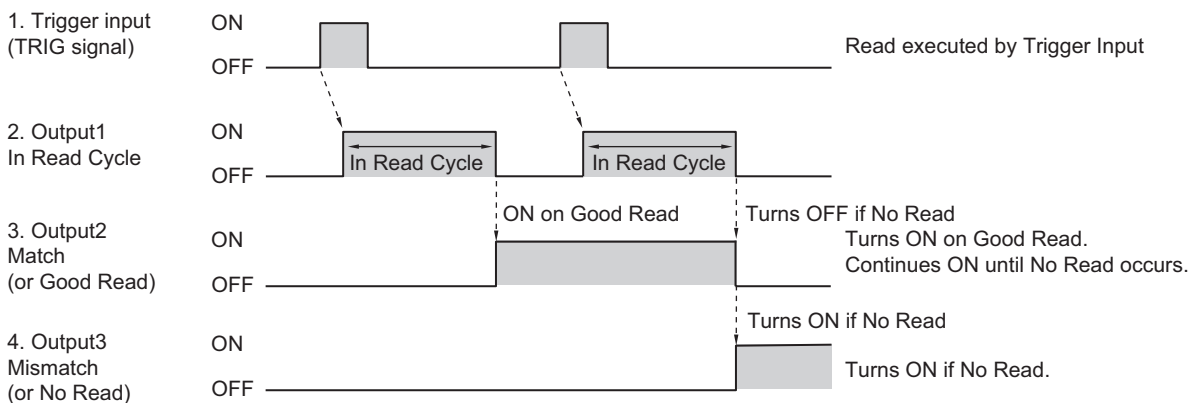 1. Trigger input
(TRIG signal)
ON
OFF
Read executed by Trigger Input
2. Output1
In Read Cycle
ON
OFF
In Read Cycle
In Read Cycle
ON on Good Read
Turns OFF if No Read
3. Output2
Match
(or Good Read)
ON
OFF
Turns ON on Good Read.
Continues ON until No Read occurs.
Turns ON if No Read
4. Output3
Mismatch
(or No Read)
ON
OFF
Turns ON if No Read.